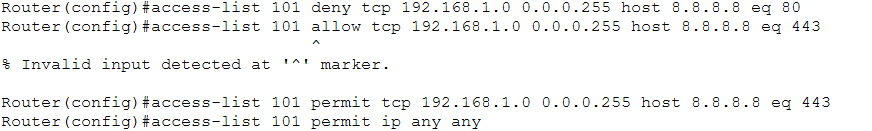 Router(config)#access-list 101 deny tcp 192.168.1.0 0.0.0.255 host 8.8.8.8 eq 80
Router(config)#access-list 101 allow tcp 192.168.1.0 0.0.0.255 host 8.8.8.8 eq 443
                                ^
% Invalid input detected at '^' marker.

Router(config)#access-list 101 permit tcp 192.168.1.0 0.0.0.255 host 8.8.8.8 eq 443
Router(config)#access-list 101 permit ip any any